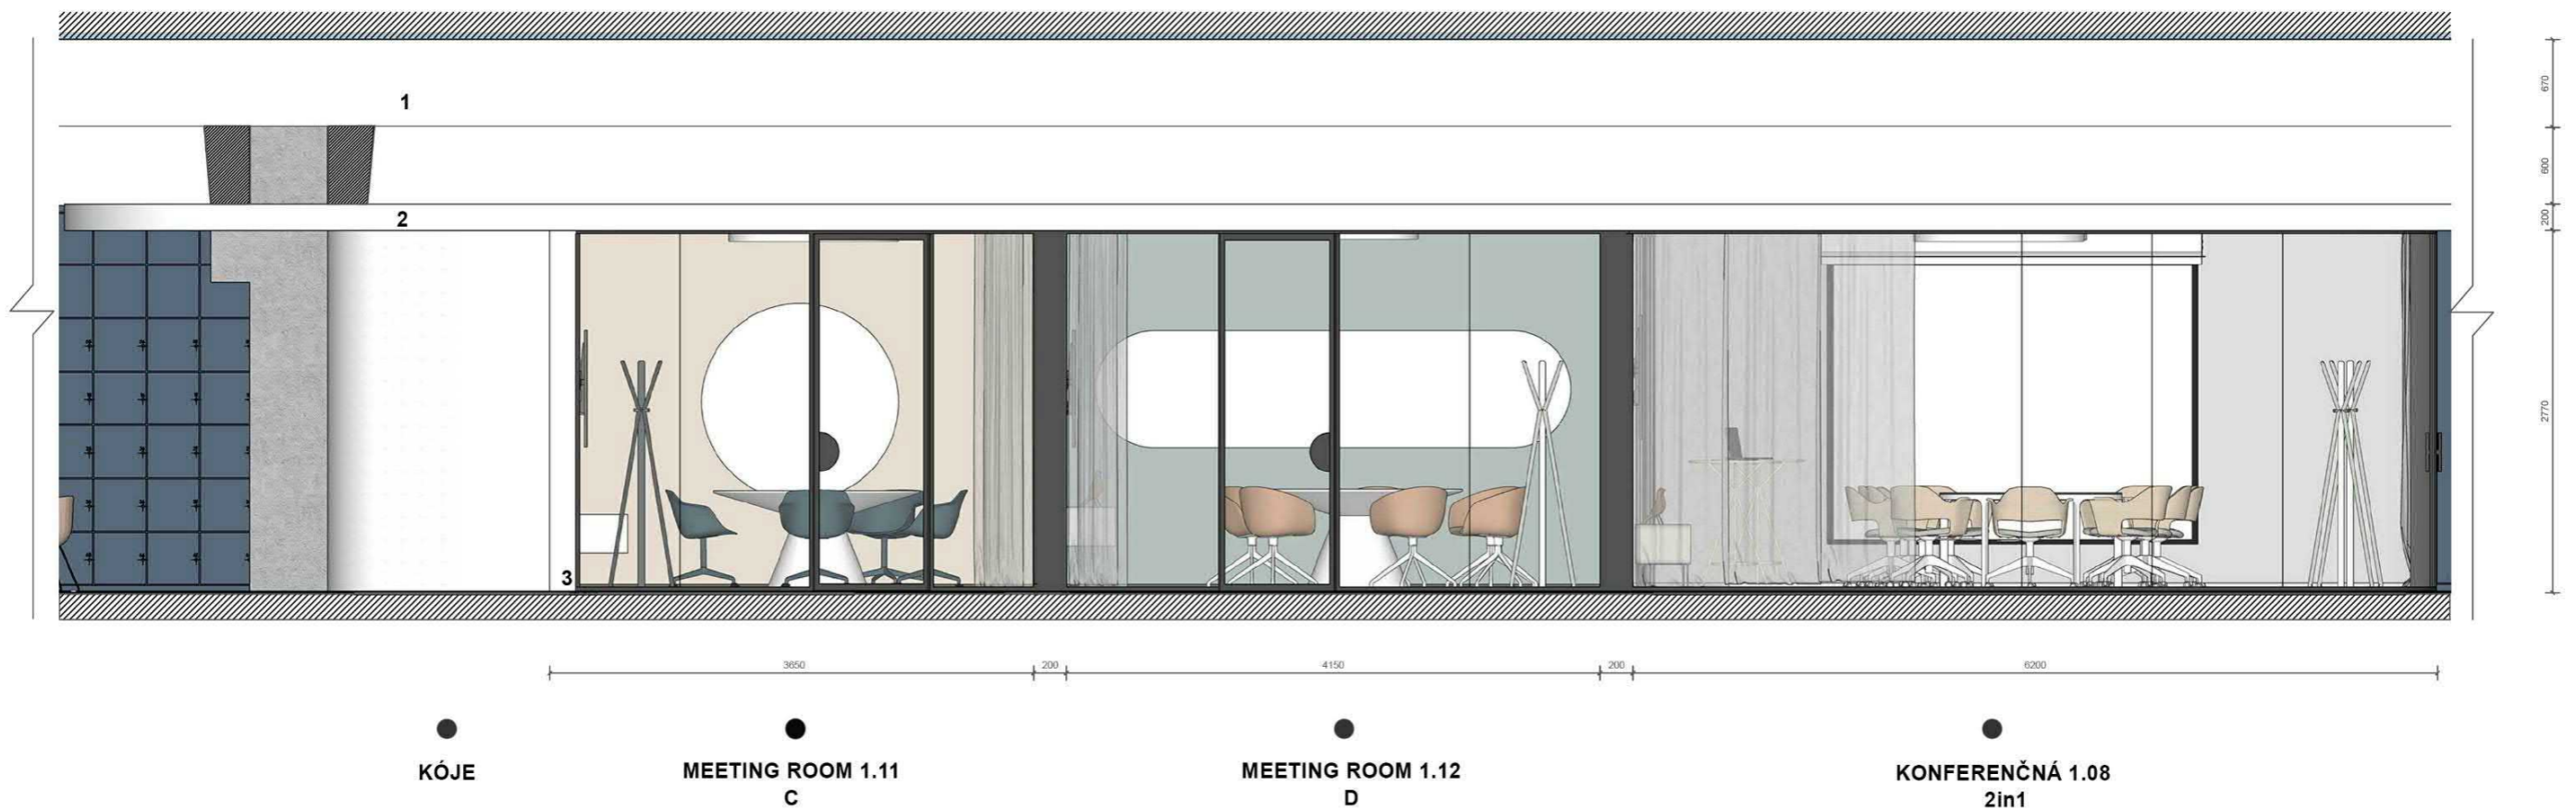 1
670
600
2
200
2770
3
3650
200
4150
200
6200
KÓJE
MEETING ROOM 1.11
C
MEETING ROOM 1.12
D
KONFERENČNÁ 1.08
2in1